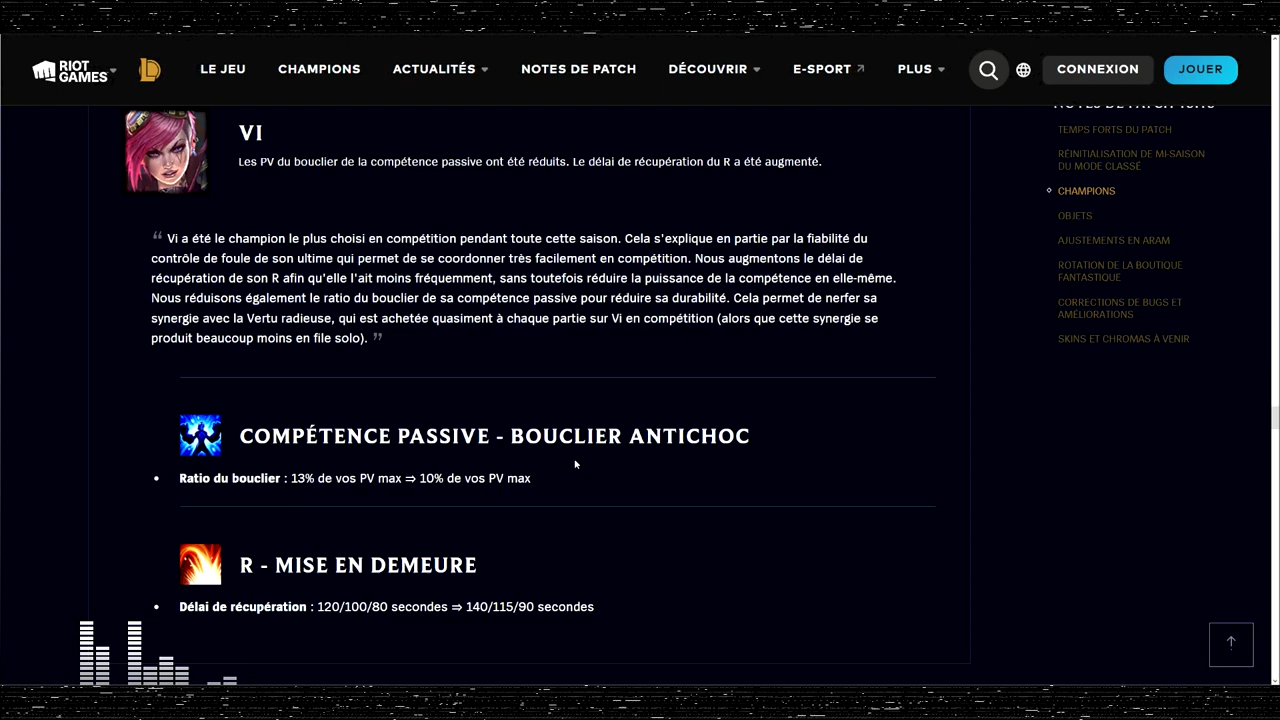 RIOT GAMES
LE JEU
CHAMPIONS
ACTUALITÉS
NOTES DE PATCH
DÉCOUVRIR
E-SPORT
PLUS
CONNEXION
JOUER
VI
Les PV du bouclier de la compétence passive ont été réduits. Le délai de récupération du R a été augmenté.
“ Vi a été le champion le plus choisi en compétition pendant toute cette saison. Cela s'explique en partie par la fiabilité du
contrôle de foule de son ultime qui permet de se coordonner très facilement en compétition. Nous augmentons le délai de
récupération de son R afin qu'elle l'ait moins fréquemment, sans toutefois réduire la puissance de la compétence en elle-même.
Nous réduisons également le ratio du bouclier de sa compétence passive pour réduire sa durabilité. Cela permet de nerfer sa
synergie avec la Vertu radieuse, qui est achetée quasiment à chaque partie sur Vi en compétition (alors que cette synergie se
produit beaucoup moins en file solo). ”
COMPÉTENCE PASSIVE - BOUCLIER ANTICHOC
• Ratio du bouclier : 13% de vos PV max ⇒ 10% de vos PV max
R - MISE EN DEMEURE
• Délai de récupération : 120/100/80 secondes ⇒ 140/115/90 secondes
TEMPS FORTS DU PATCH
RÉINITIALISATION DE MI-SAISON
DU MODE CLASSÉ
CHAMPIONS
OBJETS
AJUSTEMENTS EN ARAM
ROTATION DE LA BOUTIQUE
FANTASTIQUE
CORRECTIONS DE BUGS ET
AMÉLIORATIONS
SKINS ET CHROMAS À VENIR